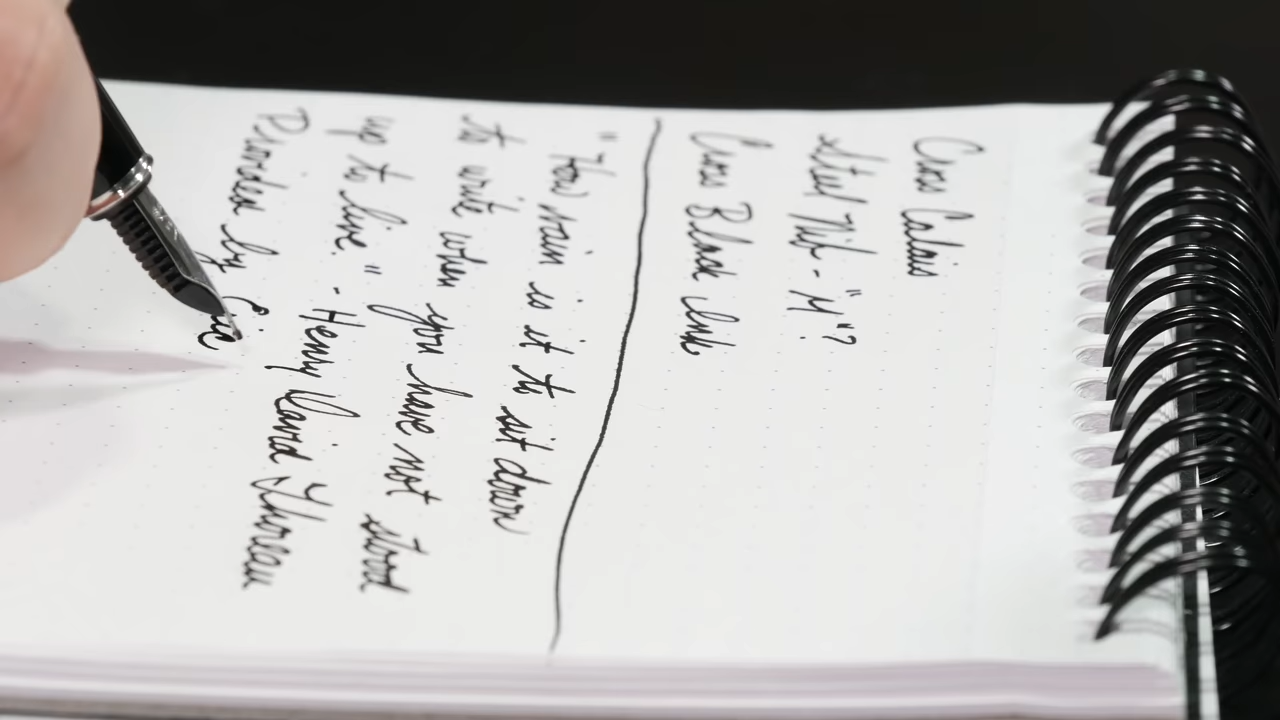 Cross Calais
Steel Nib - "M"?
Cross Black Ink
"How vain is it to sit down
to write when you have not stood
up to live." - Henry David Thoreau
Provided by Eic